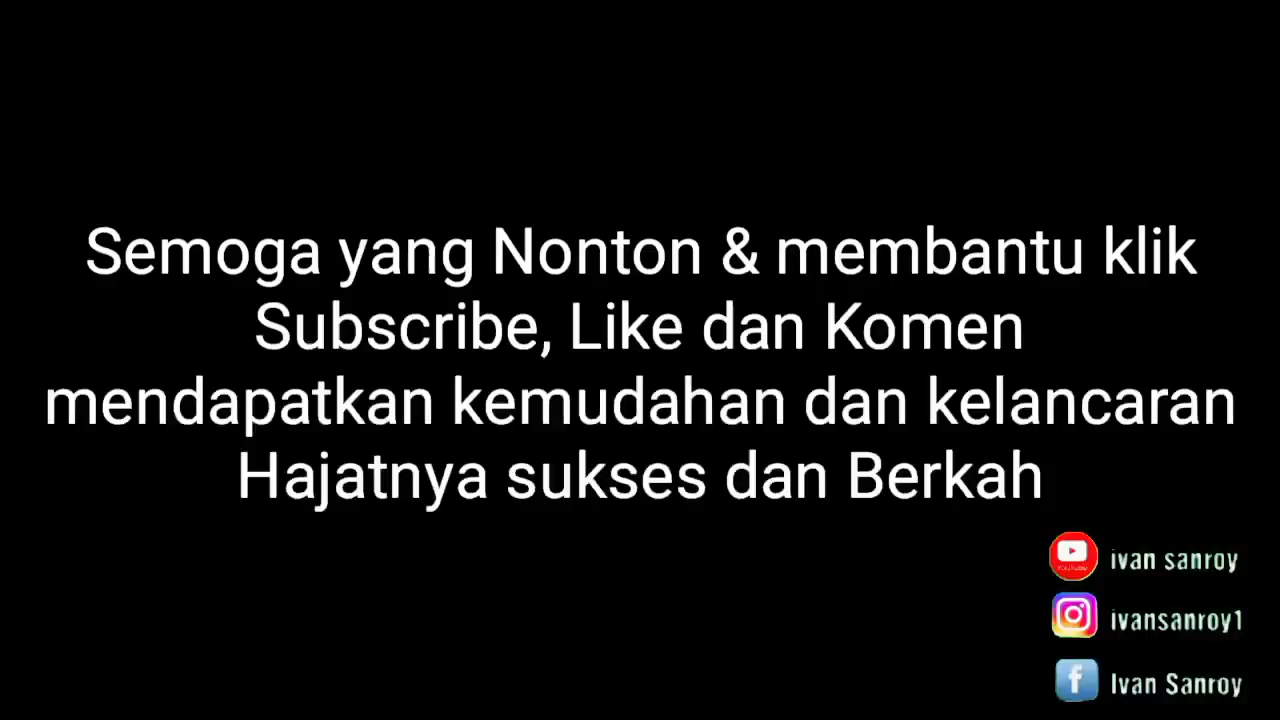 Semoga yang Nonton & membantu klik
Subscribe, Like dan Komen
mendapatkan kemudahan dan kelancaran
Hajatnya sukses dan Berkah
YouTube
ivan sanroy
ivansanroy1
f
Ivan Sanroy